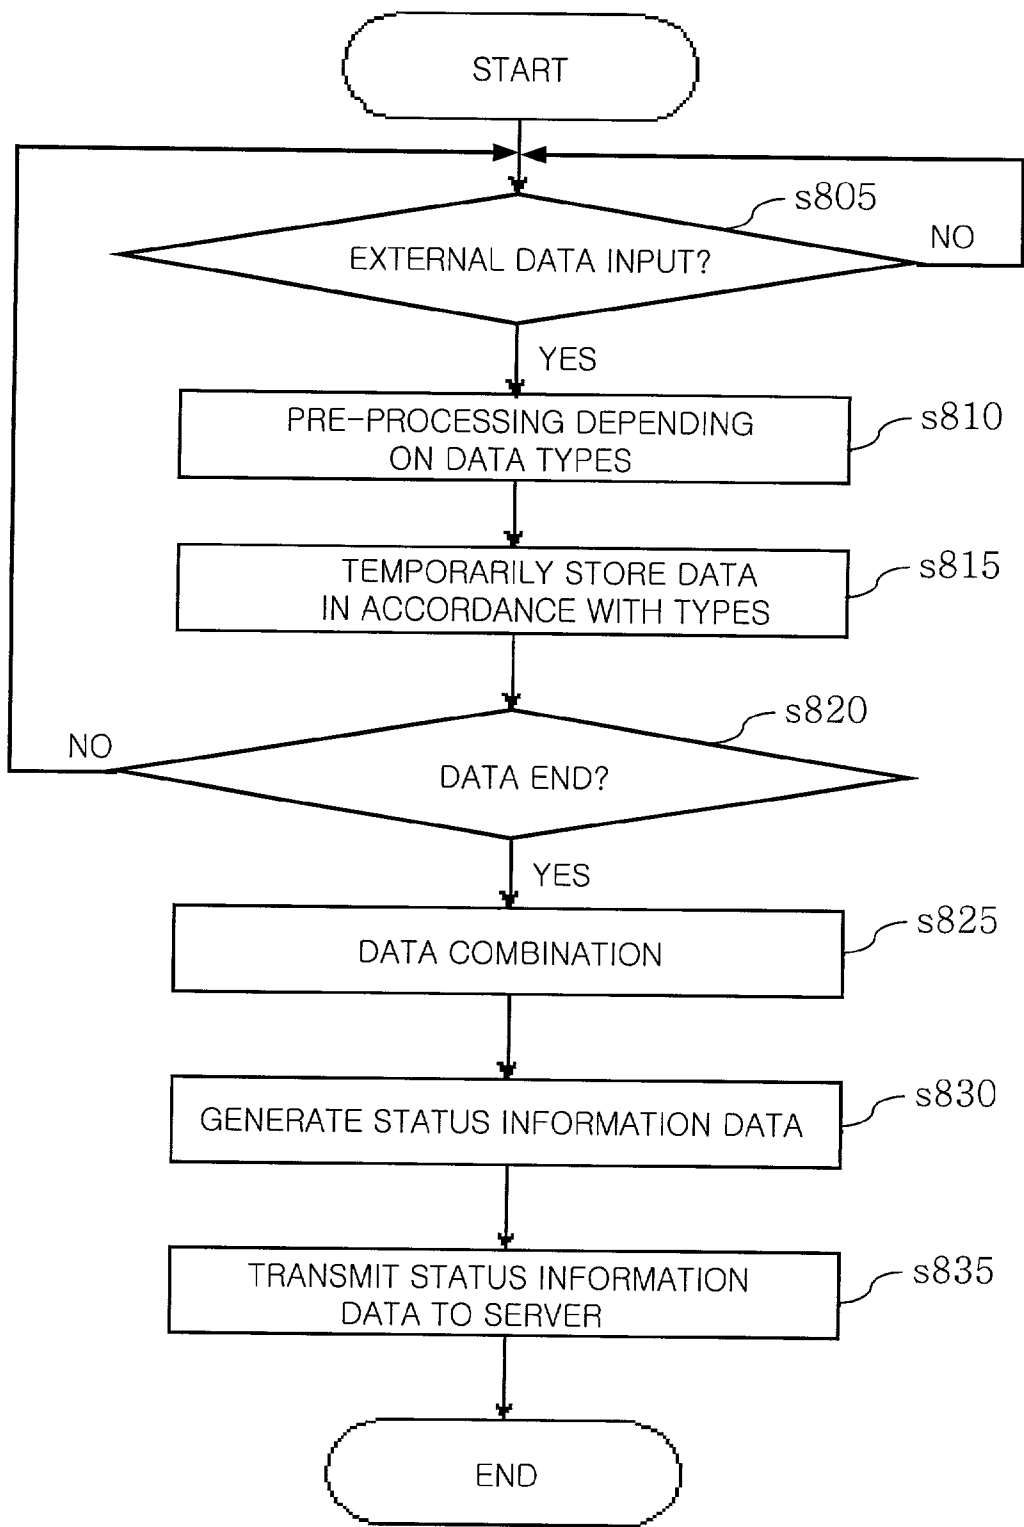 START
s805
NO
EXTERNAL DATA INPUT?
YES
s810
PRE-PROCESSING DEPENDING
ON DATA TYPES
s815
TEMPORARILY STORE DATA
IN ACCORDANCE WITH TYPES
s820
NO
DATA END?
YES
s825
DATA COMBINATION
s830
GENERATE STATUS INFORMATION DATA
s835
TRANSMIT STATUS INFORMATION
DATA TO SERVER
END